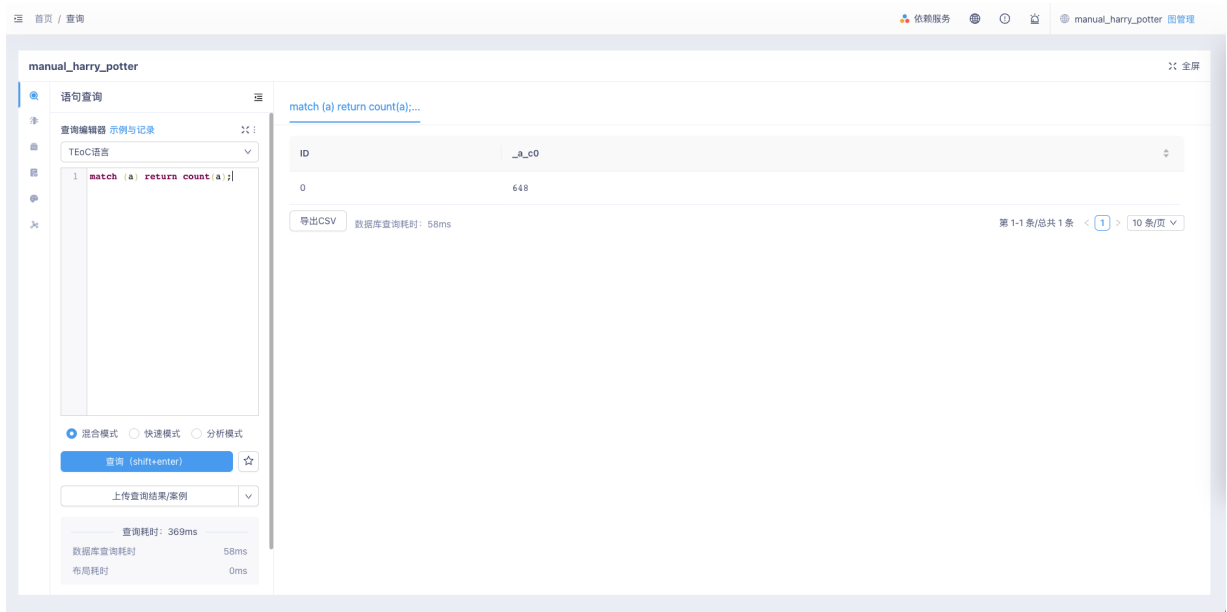 首页 / 查询
依赖服务
manual_harry_potter 图管理
manual_harry_potter
全屏
语句查询
查询编辑器 示例与记录
TEoC语言
1 match (a) return count(a);
混合模式 快速模式 分析模式
查询（shift+enter）
上传查询结果/案例
查询耗时：369ms
数据库查询耗时 58ms
布局耗时 0ms
match (a) return count(a);...
ID _a_c0
0 648
导出CSV 数据库查询耗时：58ms
第 1-1 条/总共 1 条 < 1 > 10 条/页